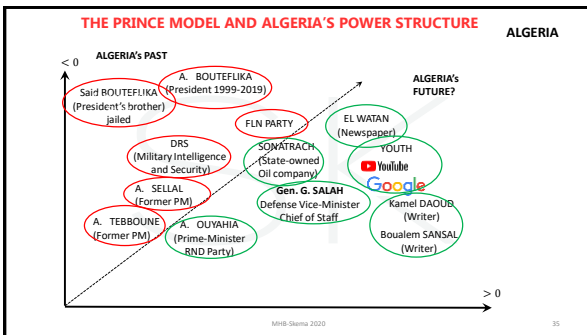 THE PRINCE MODEL AND ALGERIA'S POWER STRUCTURE
ALGERIA
ALGERIA's PAST
< 0
A. BOUTEFLIKA
(President 1999-2019)
Said BOUTEFLIKA
(President's brother)
jailed
ALGERIA's
FUTURE?
FLN PARTY
EL WATAN
(Newspaper)
DRS
(Military Intelligence
and Security)
SONATRACH
(State-owned
Oil company)
YOUTH
YouTube
Google
A. SELLAL
(Former PM)
Gen. G. SALAH
Defense Vice-Minister
Chief of Staff
Kamel DAOUD
(Writer)
Boualem SANSAL
(Writer)
A. TEBBOUNE
(Former PM)
A. OUYAHIA
(Prime-Minister
RND Party)
> 0
MHB-Skema 2020
35